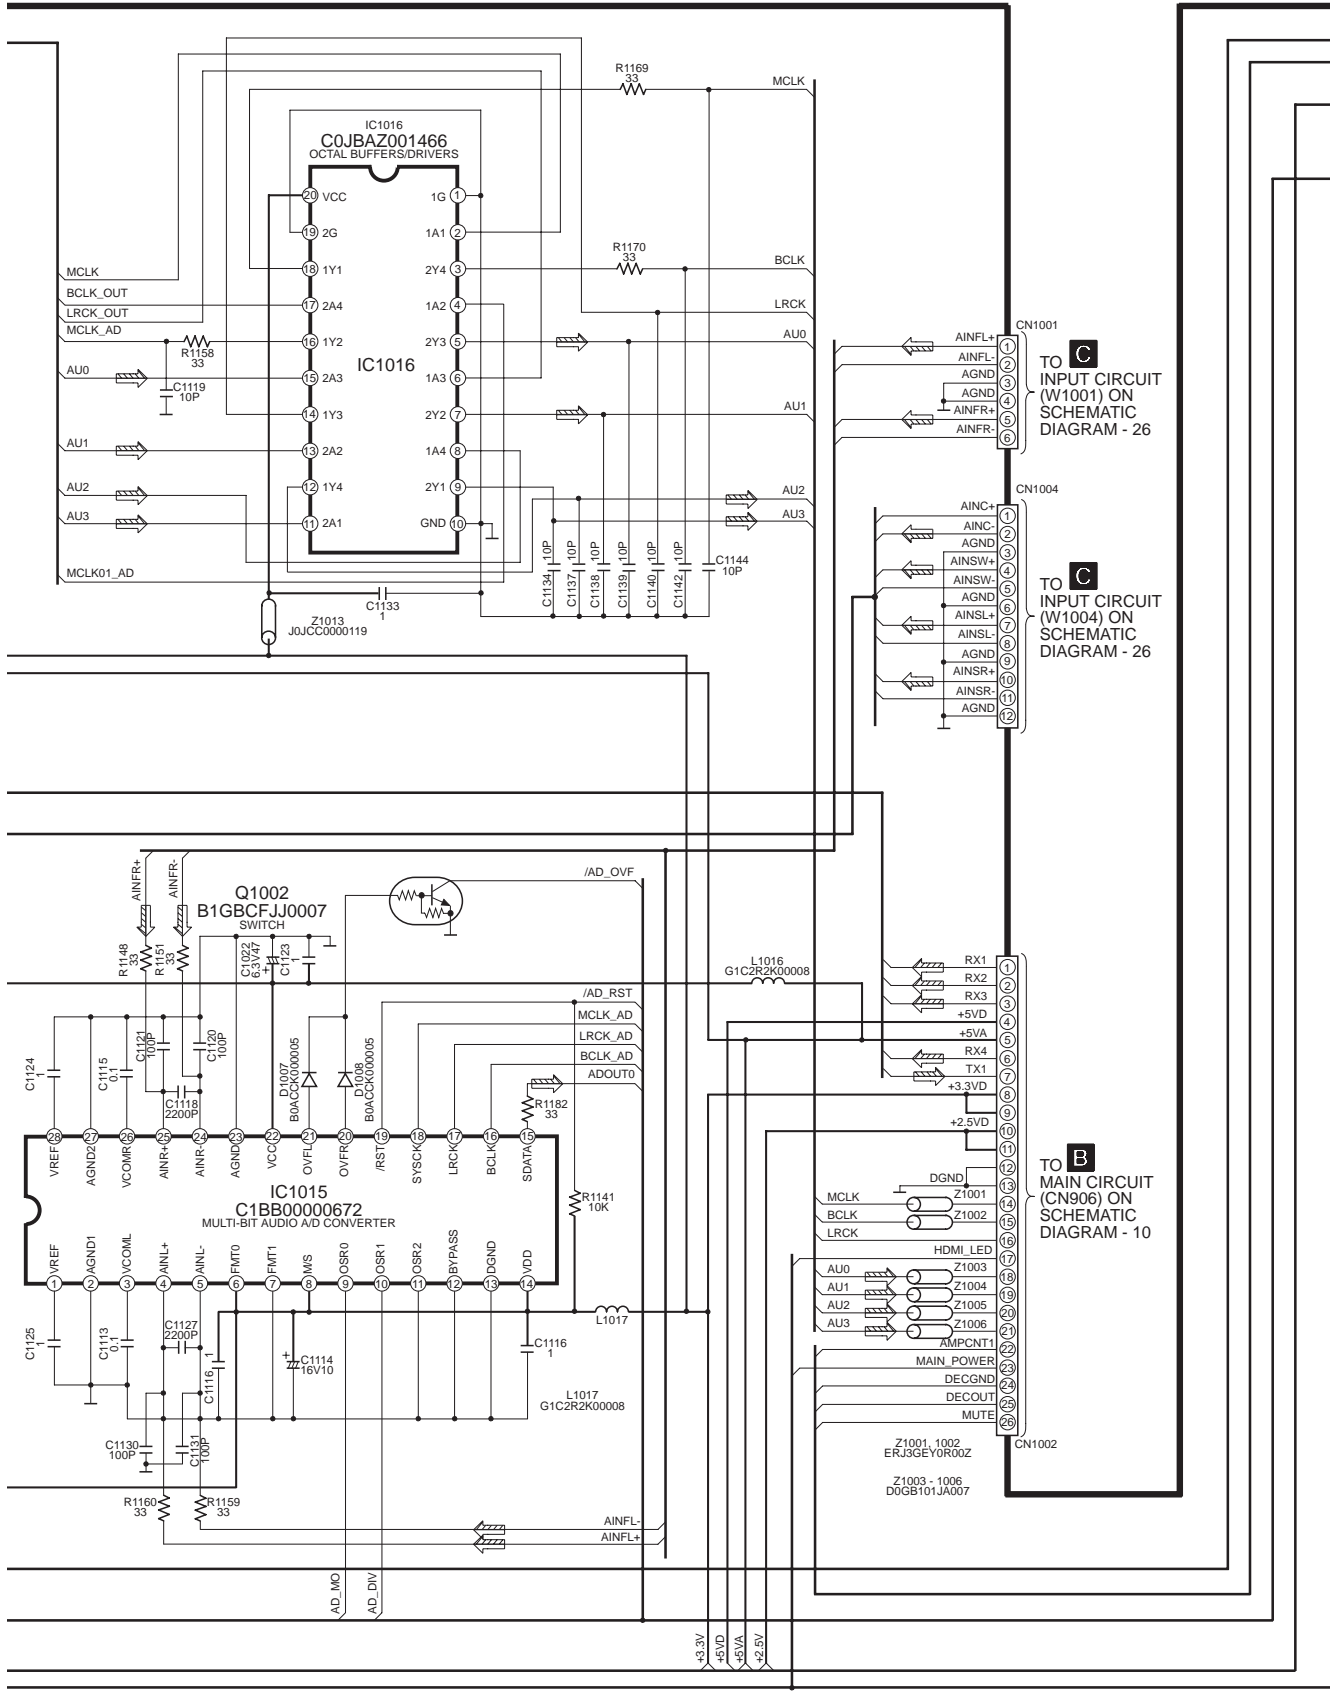 R1169
33
MCLK
IC1016
C0JBAZ001466
OCTAL BUFFERS/DRIVERS
20 VCC
1G 1
19 2G
1A1 2
18 1Y1
2Y4 3
17 2A4
1A2 4
16 1Y2
2Y3 5
15 2A3
1A3 6
14 1Y3
2Y2 7
13 2A2
1A4 8
12 1Y4
2Y1 9
11 2A1
GND 10
IC1016
R1170
33
BCLK
LRCK
AU0
AU1
AU2
AU3
MCLK
BCLK_OUT
LRCK_OUT
MCLK_AD
R1158
33
AU0
C1119
10P
AU1
AU2
AU3
MCLK01_AD
C1134 10P
C1137 10P
C1138 10P
C1139 10P
C1140 10P
C1142 10P
C1144
10P
C1133
1
Z1013
J0JCC0000119
CN1001
AINFL+ 1
AINFL- 2
AGND 3
AGND 4
AINFR+ 5
AINFR- 6
TO C
INPUT CIRCUIT
(W1001) ON
SCHEMATIC
DIAGRAM - 26
CN1004
AINC+ 1
AINC- 2
AGND 3
AINSW+ 4
AINSW- 5
AGND 6
AINSL+ 7
AINSL- 8
AGND 9
AINSR+ 10
AINSR- 11
AGND 12
TO C
INPUT CIRCUIT
(W1004) ON
SCHEMATIC
DIAGRAM - 26
AINFR+
AINFR-
Q1002
B1GBCFJJ0007
SWITCH
/AD_OVF
R1148
33
R1151
33
C1022
6.3V47
C1123
1
L1016
G1C2R2K00008
/AD_RST
MCLK_AD
LRCK_AD
BCLK_AD
ADOUT0
C1124
1
C1115
0.1
C1121
100P
C1120
100P
C1118
2200P
D1007
B0ACCK000005
D1008
B0ACCK000005
R1182
33
28 VREF
27 AGND2
26 VCOMR
25 AINR+
24 AINR-
23 AGND
22 VCC
21 OVFL
20 OVFR
19 /RST
18 SYSCK
17 LRCK
16 BCLK
15 SDATA
IC1015
C1BB00000672
MULTI-BIT AUDIO A/D CONVERTER
R1141
10K
1 VREF
2 AGND1
3 VCOML
4 AINL+
5 AINL-
6 FMT0
7 FMT1
8 M/S
9 OSR0
10 OSR1
11 OSR2
12 BYPASS
13 DGND
14 VDD
C1125
1
C1113
0.1
C1127
2200P
C1116
1
C1114
16V10
C1116
1
L1017
L1017
G1C2R2K00008
C1130
100P
C1131
100P
R1160
33
R1159
33
AINFL-
AINFL+
AD_MO
AD_DIV
RX1 1
RX2 2
RX3 3
+5VD 4
+5VA 5
RX4 6
TX1 7
+3.3VD 8
9
+2.5VD 10
11
12
DGND 13
MCLK Z1001 14
BCLK Z1002 15
LRCK 16
HDMI_LED 17
AU0 Z1003 18
AU1 Z1004 19
AU2 Z1005 20
AU3 Z1006 21
AMPCNT1 22
MAIN_POWER 23
DECGND 24
DECOUT 25
MUTE 26
CN1002
TO B
MAIN CIRCUIT
(CN906) ON
SCHEMATIC
DIAGRAM - 10
Z1001, 1002
ERJ3GEY0R00Z
Z1003 - 1006
D0GB101JA007
+3.3V
+5VD
+5VA
+2.5V